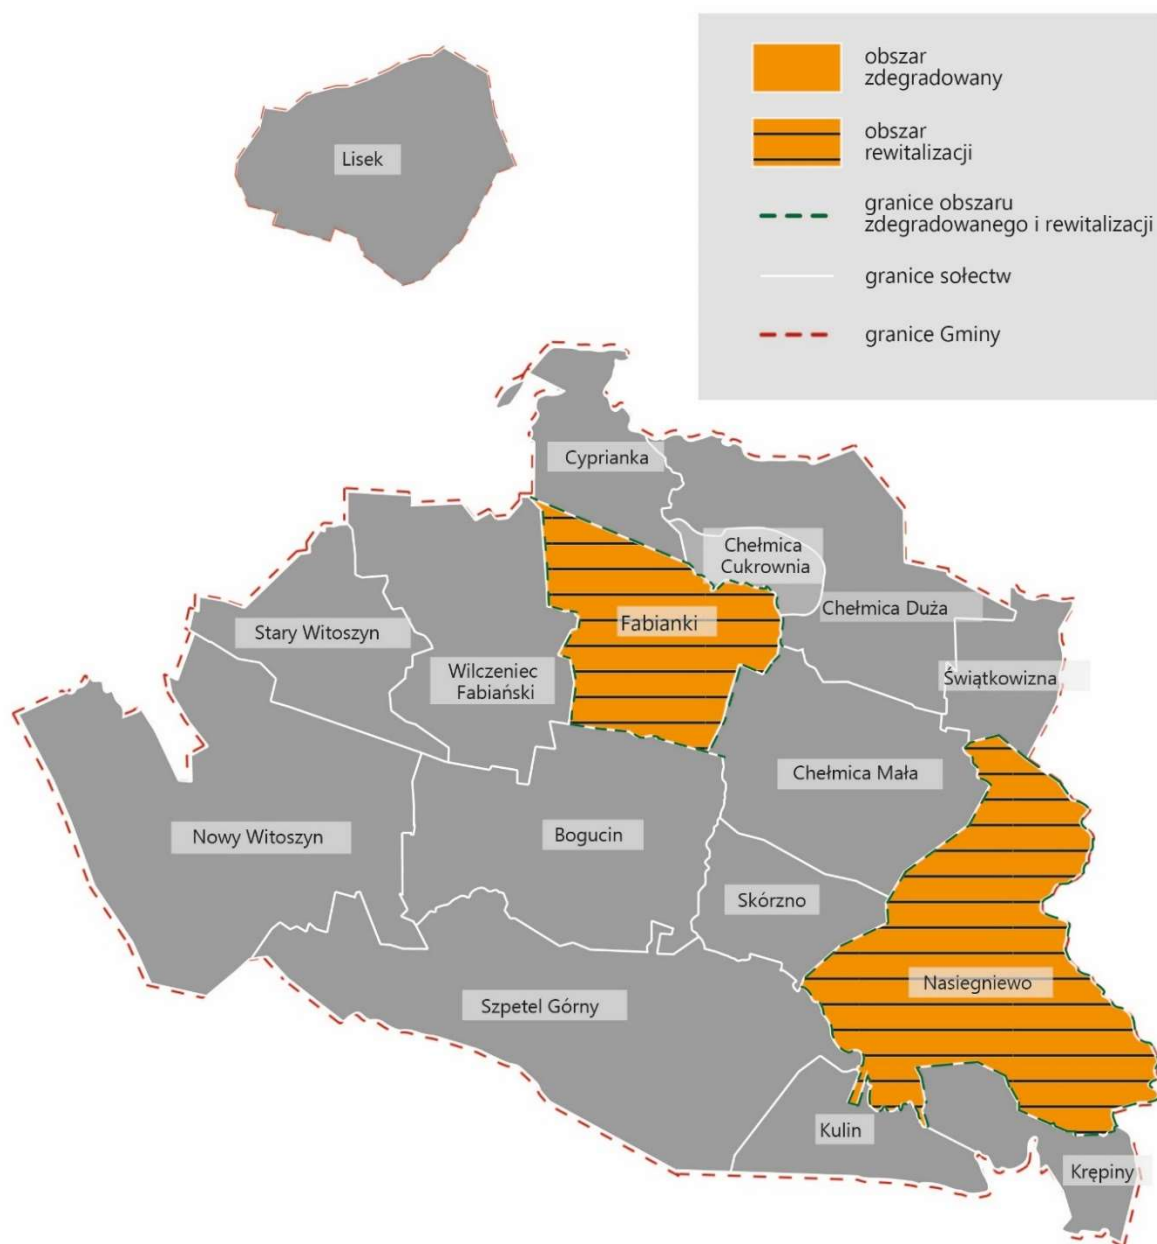 obszar
zdegradowany
obszar
rewitalizacji
granice obszaru
zdegradowanego i rewitalizacji
granice sołectw
granice Gminy
Lisek
Cyprianka
Chełmica
Cukrownia
Chełmica Duża
Fabianki
Stary Witoszyn
Wilczeniec
Fabiański
Świątkowizna
Chełmica Mała
Nowy Witoszyn
Bogucin
Skórzno
Nasiegniewo
Szpetel Górny
Kulin
Krępiny